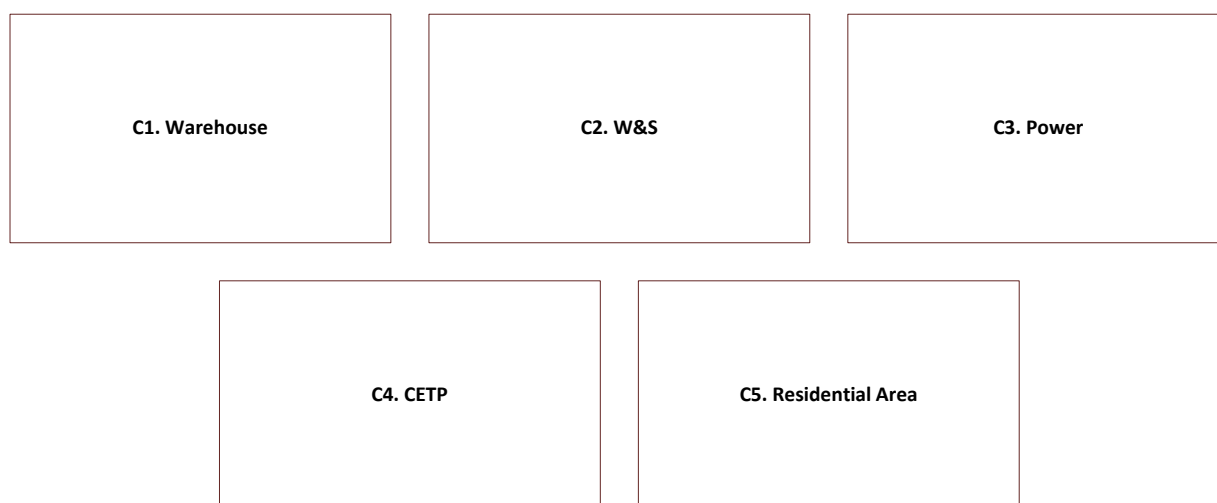 C1. Warehouse
C2. W&S
C3. Power
C4. CETP
C5. Residential Area